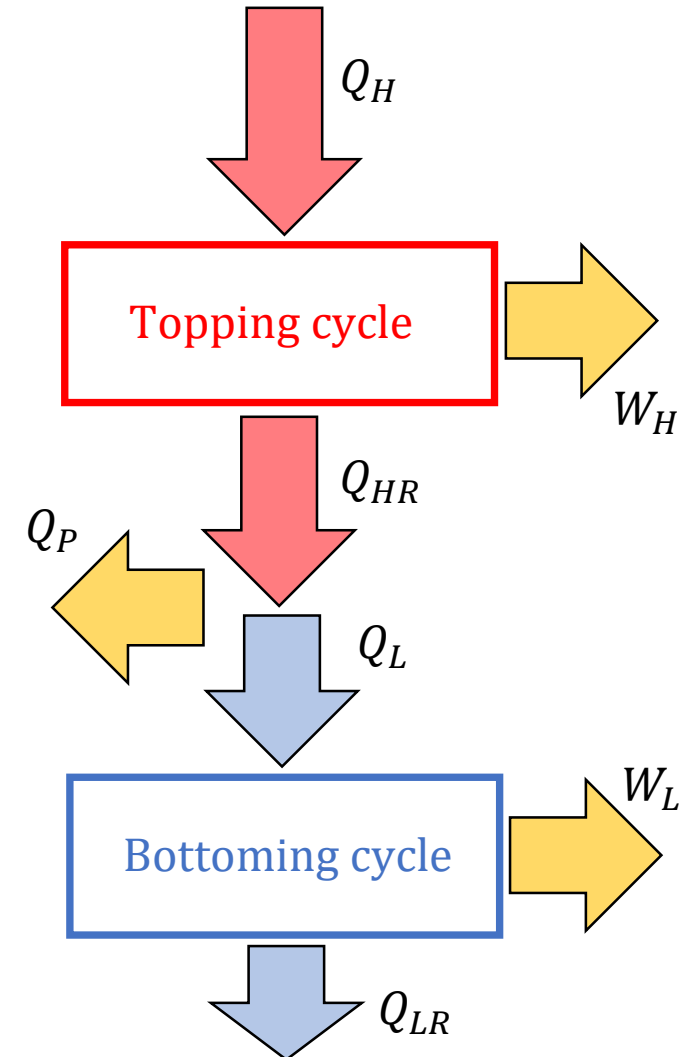 Q_H
Topping cycle
W_H
Q_HR
Q_P
Q_L
W_L
Bottoming cycle
Q_LR